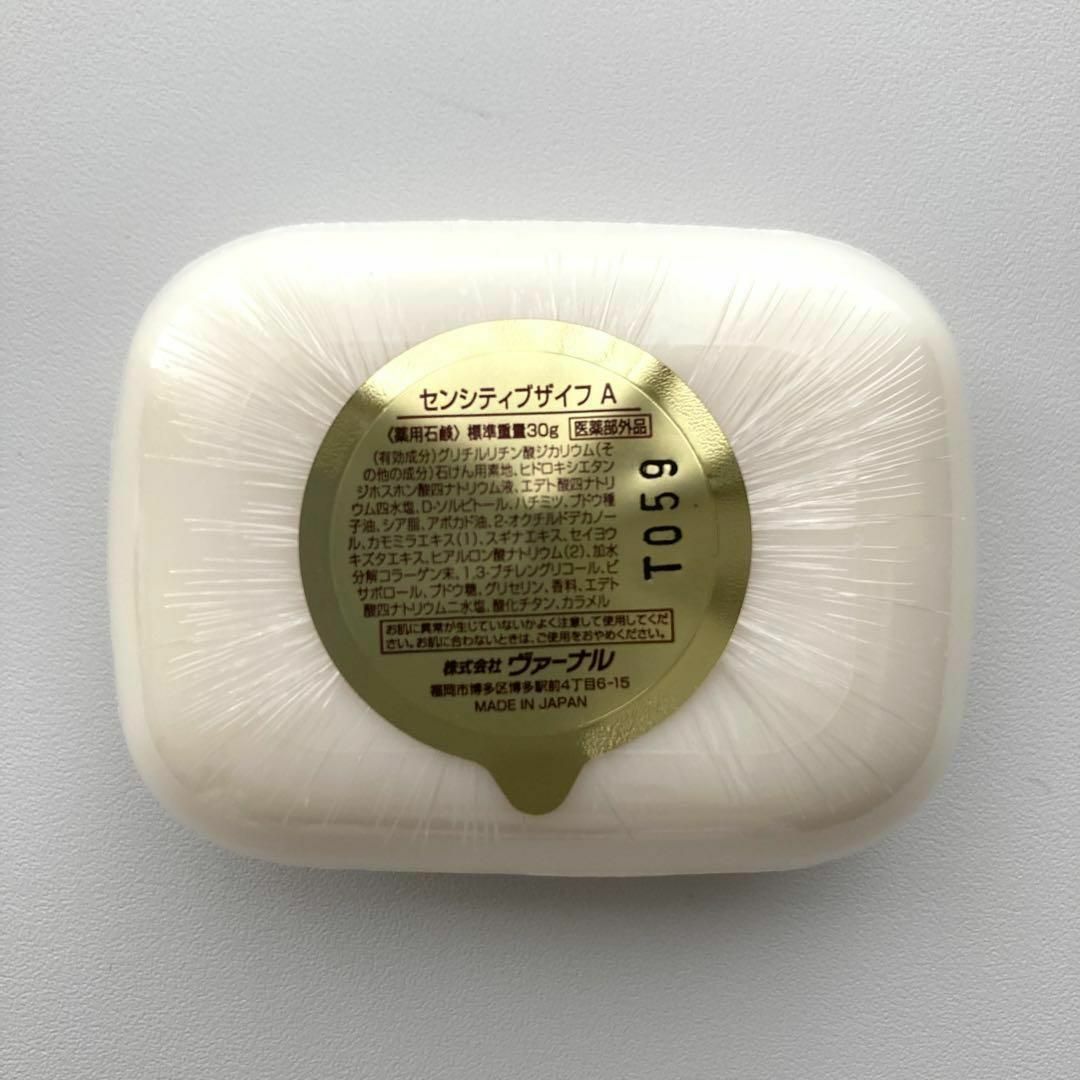 センシティブザイフ A
〈薬用石鹸〉標準重量30g 医薬部外品
(有効成分)グリチルリチン酸ジカリウム(そ
の他の成分)石けん用素地、ヒドロキシエタン
ジホスホン酸四ナトリウム液、エデト酸四ナトリ
ウム四水塩、D-ソルビトール、ハチミツ、ブドウ種
子油、シア脂、アボカド油、2-オクチルドデカノー
ル、カモミラエキス(1)、スギナエキス、セイヨウ
キズタエキス、ヒアルロン酸ナトリウム(2)、加水
分解コラーゲン末、1,3-ブチレングリコール、ビ
サボロール、ブドウ糖、グリセリン、香料、エデト
酸四ナトリウム二水塩、酸化チタン、カラメル
お肌に異常が生じていないかよく注意して使用してくだ
さい。お肌に合わないときは、ご使用をおやめください。
株式会社 ヴァーナル
福岡市博多区博多駅前4丁目6-15
MADE IN JAPAN
T059